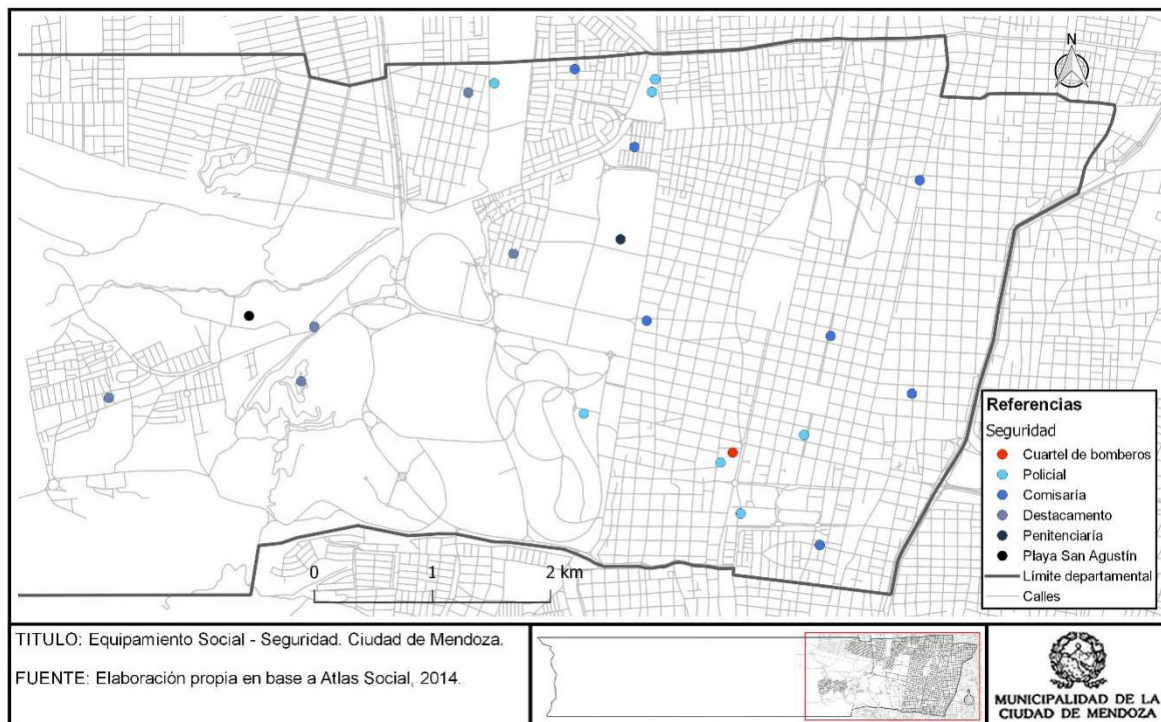 N
Referencias
Seguridad
Cuartel de bomberos
Policial
Comisaría
Destacamento
Penitenciaría
Playa San Agustín
Límite departamental
Calles
0 1 2 km
TITULO: Equipamiento Social - Seguridad. Ciudad de Mendoza.
FUENTE: Elaboración propia en base a Atlas Social, 2014.
MUNICIPALIDAD DE LA
CIUDAD DE MENDOZA